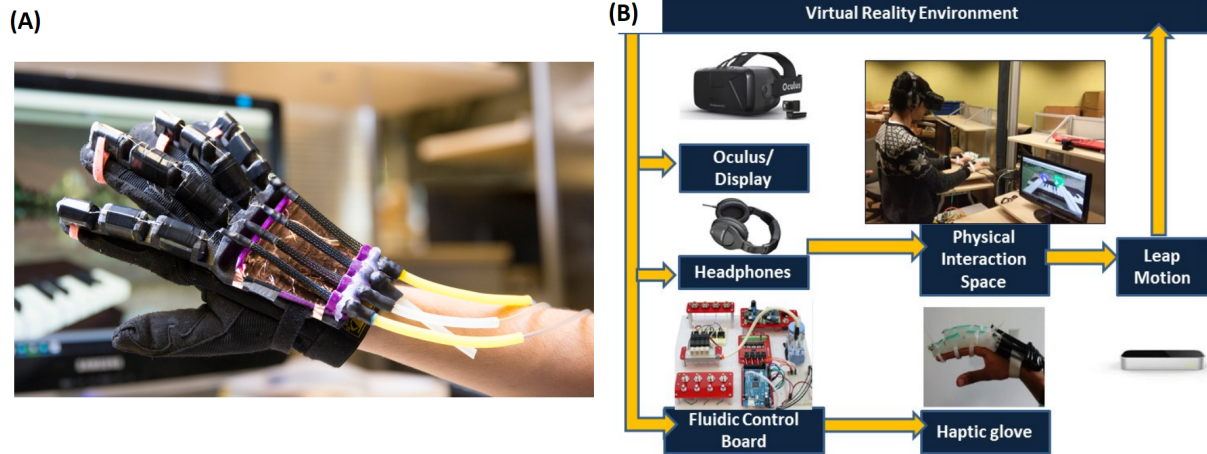 (A)
(B)
Virtual Reality Environment
Oculus
Oculus/
Display
Headphones
Physical
Interaction
Space
Leap
Motion
Fluidic Control
Board
Haptic glove